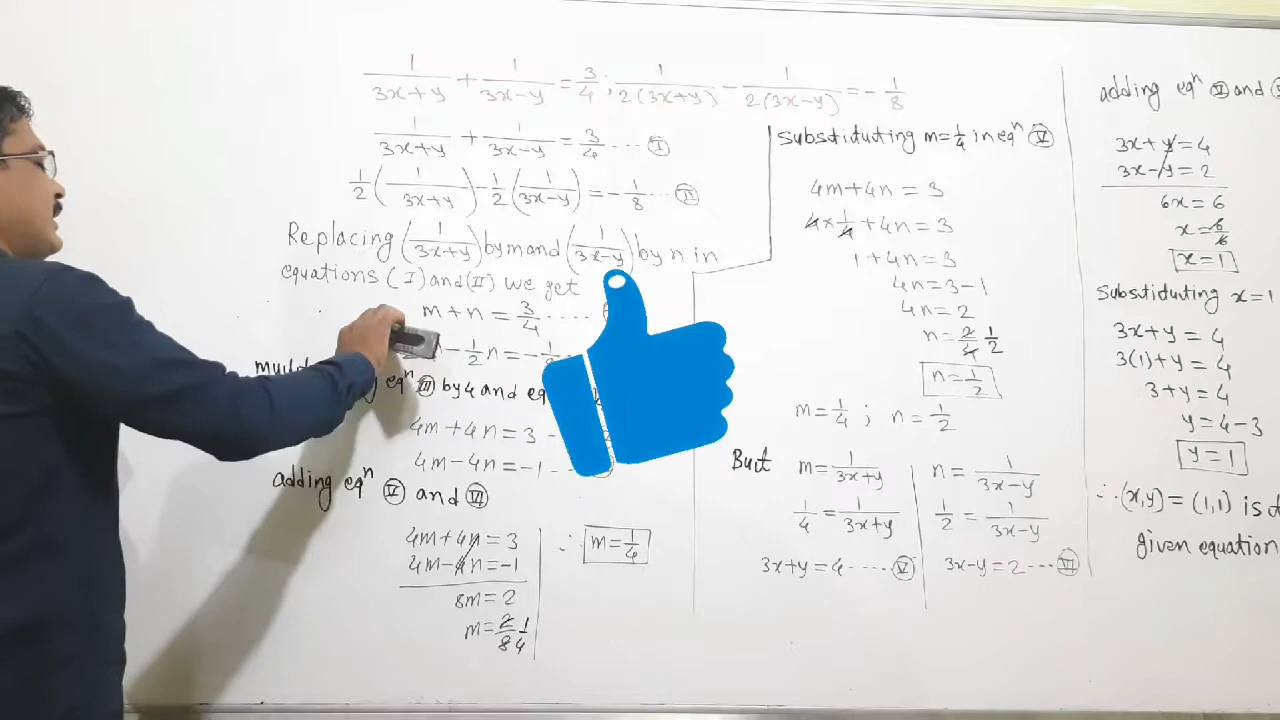 1/(3x+y) + 1/(3x-y) = 3/4 ; 1/2(3x+y) - 1/2(3x-y) = - 1/8
1/(3x+y) + 1/(3x-y) = 3/4 ... (I)
1/2 (1/(3x+y)) - 1/2 (1/(3x-y)) = - 1/8 ... (II)
Replacing (1/(3x+y)) by m and (1/(3x-y)) by n in
equations (I) and (II) we get
m + n = 3/4 ....
- 1/2 n = - 1/
eqⁿ (III) by 4 and eq
4m + 4n = 3 -
4m - 4n = -1 ...
adding eqⁿ (V) and (VI)
4m + 4n = 3
4m - 4n = -1
8m = 2
m = 2/8 1/4
∴ m = 1/4
substiduting m = 1/4 in eqⁿ (V)
4m + 4n = 3
4 × 1/4 + 4n = 3
1 + 4n = 3
4n = 3 - 1
4n = 2
n = 2/4 1/2
n = 1/2
m = 1/4 ; n = 1/2
But m = 1/(3x+y) n = 1/(3x-y)
1/4 = 1/(3x+y) 1/2 = 1/(3x-y)
3x+y = 4 .... (V) 3x-y = 2 ... (VI)
adding eqⁿ (V) and
3x + y = 4
3x - y = 2
6x = 6
x = 6/6
x = 1
substiduting x = 1
3x + y = 4
3(1) + y = 4
3 + y = 4
y = 4 - 3
y = 1
∴ (x,y) = (1,1) is
given equation